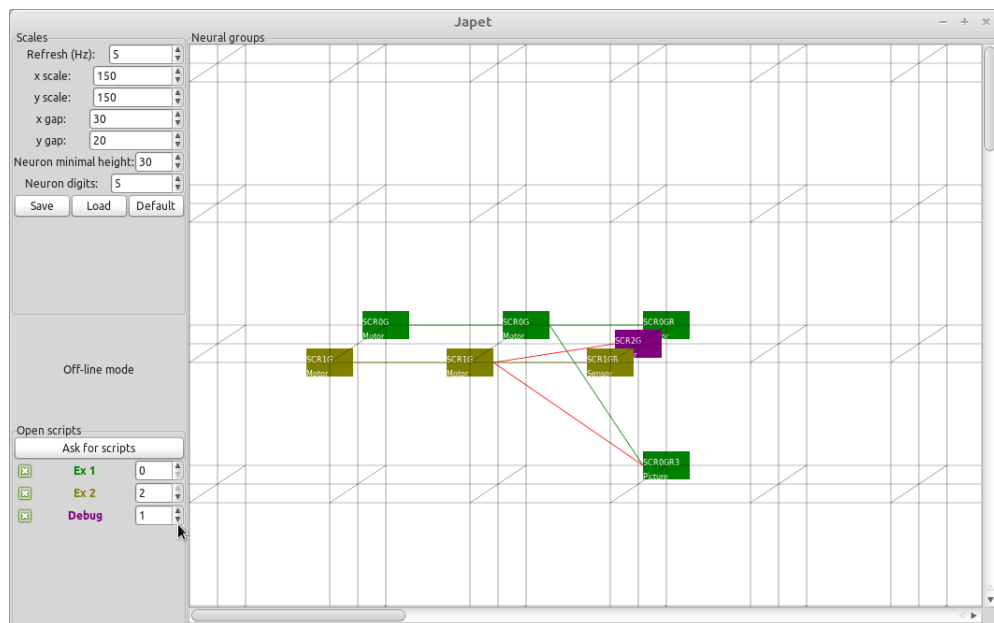 Japet
Scales
Refresh (Hz): 5
x scale: 150
y scale: 150
x gap: 30
y gap: 20
Neuron minimal height: 30
Neuron digits: 5
Save Load Default
Off-line mode
Open scripts
Ask for scripts
Ex 1 0
Ex 2 2
Debug 1
Neural groups
SCR0G
Motor
SCR0G
Motor
SCR0GR
SCR2G
SCR1G
Motor
SCR1G
Motor
SCR1GR
Sensor
SCR0GR3
Picture